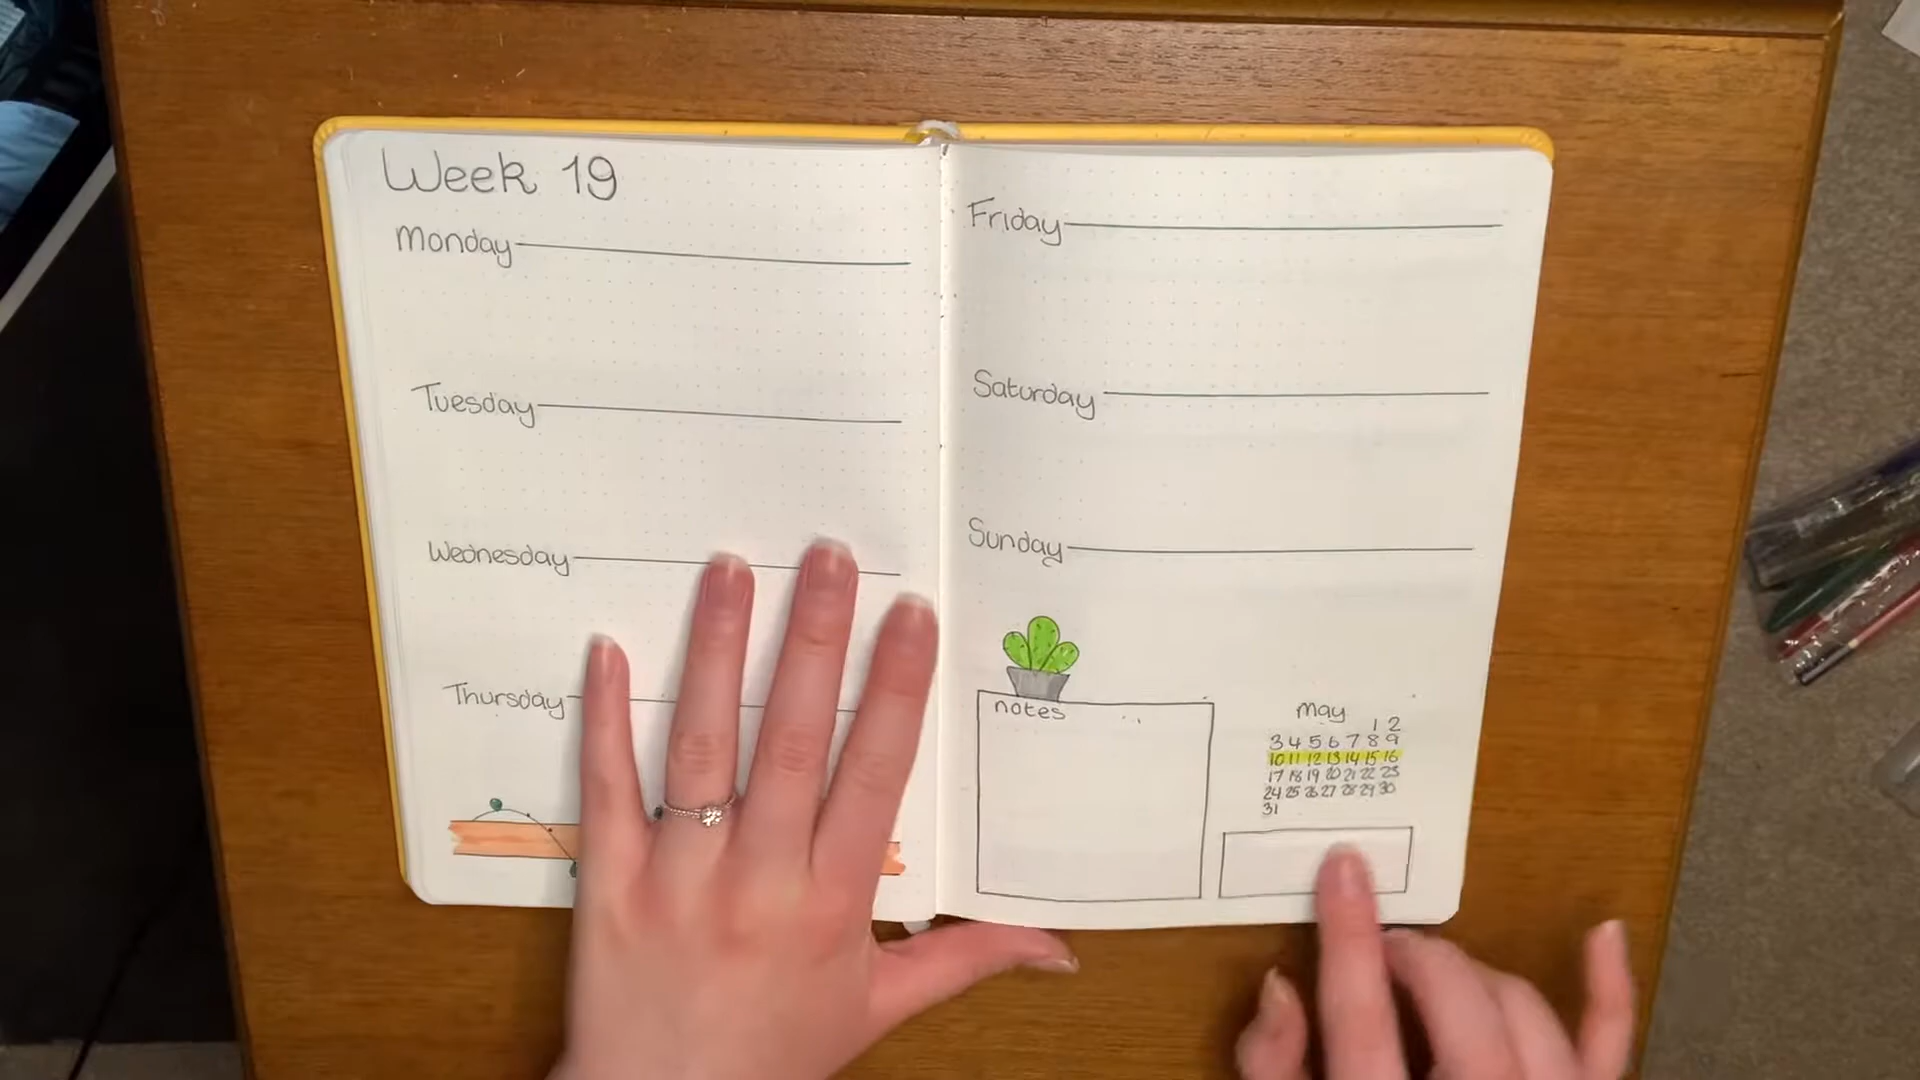 Week 19
Monday
Tuesday
Wednesday
Thursday
Friday
Saturday
Sunday
notes
may
1 2
3 4 5 6 7 8 9
10 11 12 13 14 15 16
17 18 19 20 21 22 23
24 25 26 27 28 29 30
31